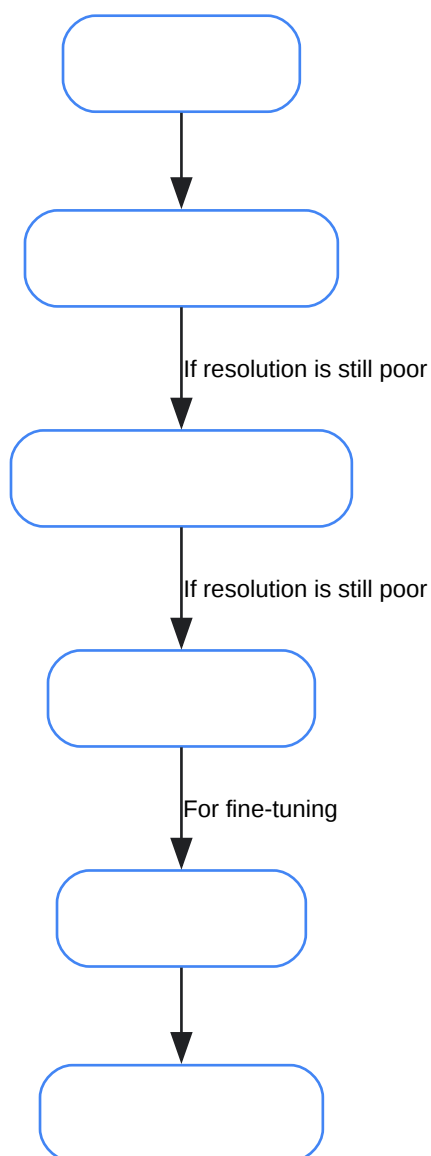 If resolution is still poor
If resolution is still poor
For fine-tuning